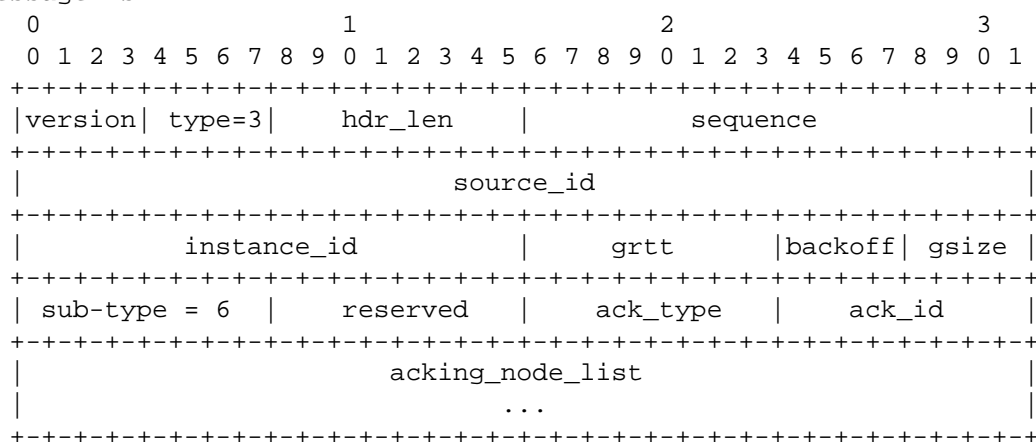 0                   1                   2                   3
 0 1 2 3 4 5 6 7 8 9 0 1 2 3 4 5 6 7 8 9 0 1 2 3 4 5 6 7 8 9 0 1
+-+-+-+-+-+-+-+-+-+-+-+-+-+-+-+-+-+-+-+-+-+-+-+-+-+-+-+-+-+-+-+-+
|version| type=3|    hdr_len    |          sequence             |
+-+-+-+-+-+-+-+-+-+-+-+-+-+-+-+-+-+-+-+-+-+-+-+-+-+-+-+-+-+-+-+-+
|                           source_id                           |
+-+-+-+-+-+-+-+-+-+-+-+-+-+-+-+-+-+-+-+-+-+-+-+-+-+-+-+-+-+-+-+-+
|          instance_id          |     grtt      |backoff| gsize |
+-+-+-+-+-+-+-+-+-+-+-+-+-+-+-+-+-+-+-+-+-+-+-+-+-+-+-+-+-+-+-+-+
| sub-type = 6  |    reserved   |    ack_type   |    ack_id     |
+-+-+-+-+-+-+-+-+-+-+-+-+-+-+-+-+-+-+-+-+-+-+-+-+-+-+-+-+-+-+-+-+
|                       acking_node_list                        |
|                              ...                              |
+-+-+-+-+-+-+-+-+-+-+-+-+-+-+-+-+-+-+-+-+-+-+-+-+-+-+-+-+-+-+-+-+